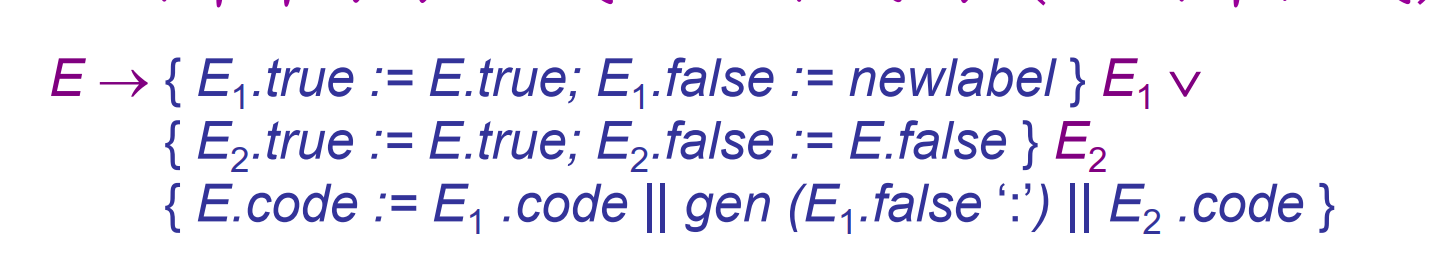 E → { E₁.true := E.true; E₁.false := newlabel } E₁ ∨
{ E₂.true := E.true; E₂.false := E.false } E₂
{ E.code := E₁ .code || gen (E₁.false ‘:’) || E₂ .code }